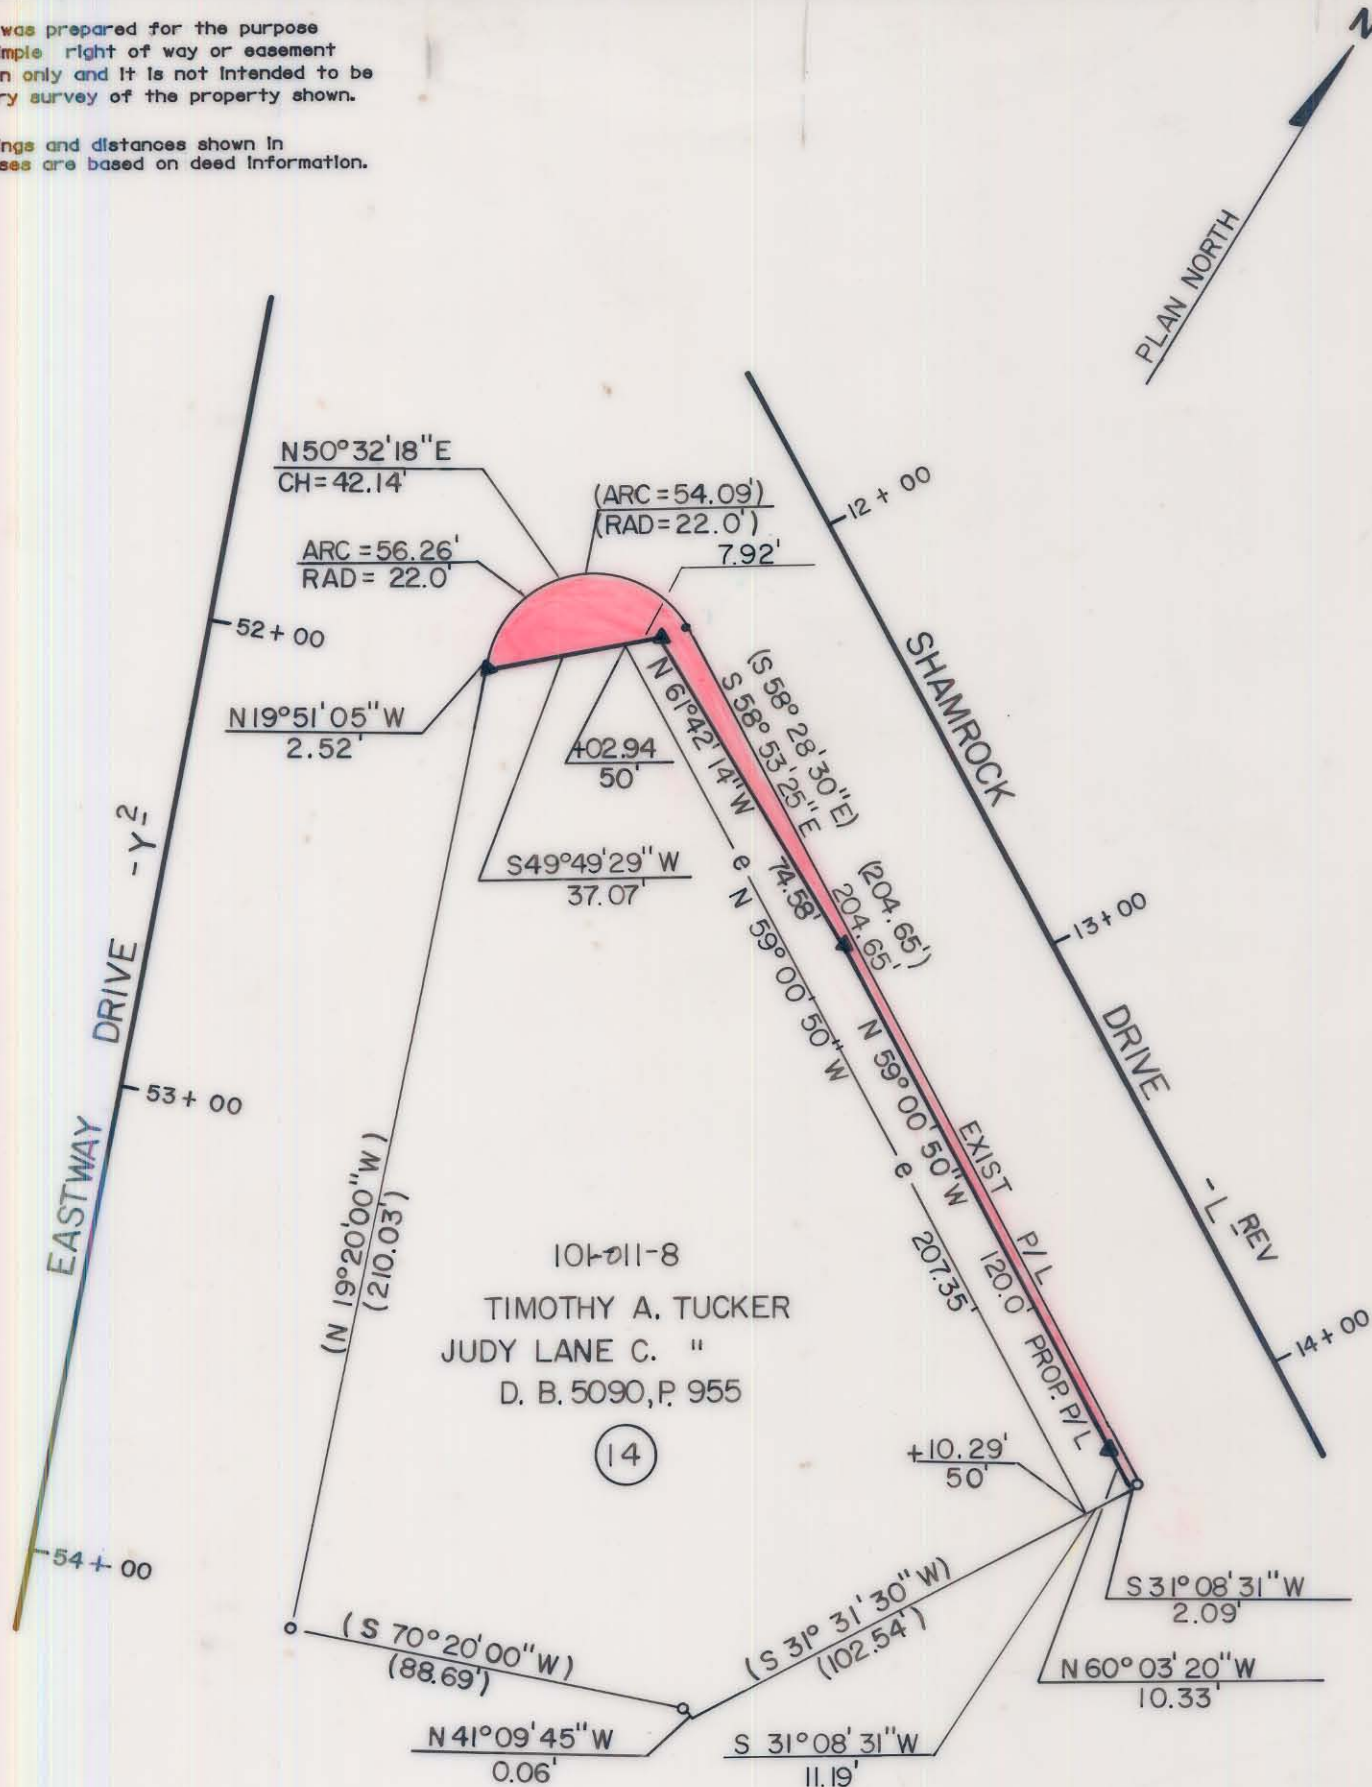 was prepared for the purpose
right of way or easement
only and it is not intended to be
survey of the property shown.
and distances shown in
are based on deed information.
N
PLAN NORTH
N50°32'18"E
CH=42.14'
(ARC=54.09')
(RAD=22.0')
7.92'
ARC=56.26'
RAD= 22.0'
12+00
52+00
N19°51'05"W
2.52'
+02.94
50'
S49°49'29"W
37.07'
N 61°42'14"W
74.58'
(S 58°28'30"E)
S 58°53'25"E
(204.65')
204.65'
SHAMROCK DRIVE -L REV
13+00
e N 59°00'50"W e 207.35'
N 59°00'50"W 120.0' PROP. P/L
EXIST P/L
EASTWAY DRIVE -Y2
53+00
(N 19°20'00"W)
(210.03')
101-011-8
TIMOTHY A. TUCKER
JUDY LANE C. "
D. B. 5090, P. 955
14
14+00
+10.29'
50'
54+00
S 31°08'31"W
2.09'
(S 70°20'00"W)
(88.69')
(S 31° 31'30"W)
(102.54')
N 60°03'20"W
10.33'
N 41°09'45"W
0.06'
S 31°08'31"W
11.19'